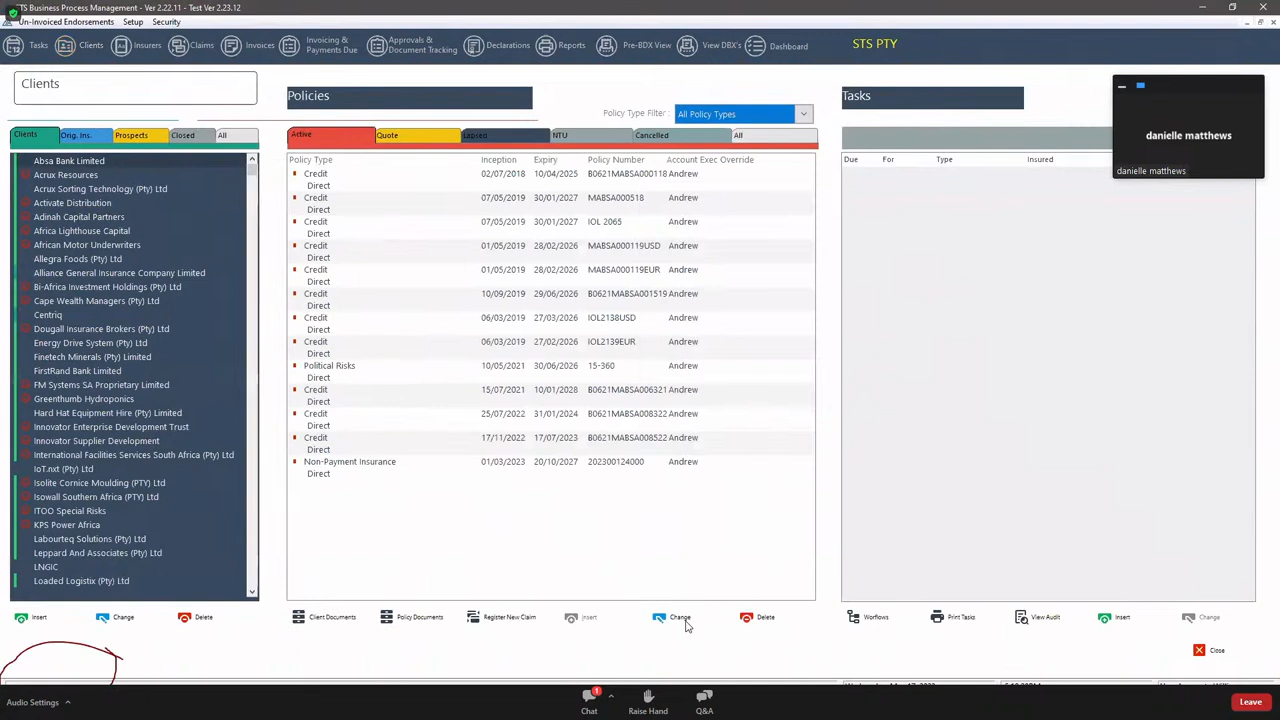 STS Business Process Management - Ver 2.22.11 - Test Ver 2.23.12
Un-Invoiced Endorsements Setup Security
Tasks Clients Insurers Claims Invoices Invoicing & Payments Due Approvals & Document Tracking Declarations Reports Pre-BDX View View DBX's Dashboard STS PTY
Clients
Policies
Policy Type Filter : All Policy Types
Tasks
Clients Orig. Ins. Prospects Closed All
Active Quote Lapsed NTU Cancelled All
Policy Type Inception Expiry Policy Number Account Exec Override
Due For Type Insured
danielle matthews
danielle matthews
Absa Bank Limited
Acrux Resources
Acrux Sorting Technology (Pty) Ltd
Activate Distribution
Adinah Capital Partners
Africa Lighthouse Capital
African Motor Underwriters
Allegra Foods (Pty) Ltd
Alliance General Insurance Company Limited
Bi-Africa Investment Holdings (Pty) Ltd
Cape Wealth Managers (Pty) Ltd
Centriq
Dougall Insurance Brokers (Pty) Ltd
Energy Drive System (Pty) Ltd
Finetech Minerals (Pty) Limited
FirstRand Bank Limited
FM Systems SA Proprietary Limited
Greenthumb Hydroponics
Hard Hat Equipment Hire (Pty) Limited
Innovator Enterprise Development Trust
Innovator Supplier Development
International Facilities Services South Africa (Pty) Ltd
IoT.nxt (Pty) Ltd
Isolite Cornice Moulding (PTY) Ltd
Isowall Southern Africa (PTY) Ltd
ITOO Special Risks
KPS Power Africa
Labourteq Solutions (Pty) Ltd
Leppard And Associates (Pty) Ltd
LNGIC
Loaded Logistix (Pty) Ltd
Credit 02/07/2018 10/04/2025 B0621MABSA000118 Andrew
Direct
Credit 07/05/2019 30/01/2027 MABSA000518 Andrew
Direct
Credit 07/05/2019 30/01/2027 IOL 2065 Andrew
Direct
Credit 01/05/2019 28/02/2026 MABSA000119USD Andrew
Direct
Credit 01/05/2019 28/02/2026 MABSA000119EUR Andrew
Direct
Credit 10/09/2019 29/06/2026 B0621MABSA001519 Andrew
Direct
Credit 06/03/2019 27/03/2026 IOL2138USD Andrew
Direct
Credit 06/03/2019 27/02/2026 IOL2139EUR Andrew
Direct
Political Risks 10/05/2021 30/06/2026 15-360 Andrew
Direct
Credit 15/07/2021 10/01/2028 B0621MABSA006321 Andrew
Direct
Credit 25/07/2022 31/01/2024 B0621MABSA008322 Andrew
Direct
Credit 17/11/2022 17/07/2023 B0621MABSA008522 Andrew
Direct
Non-Payment Insurance 01/03/2023 20/10/2027 202300124000 Andrew
Direct
Insert Change Delete
Client Documents Policy Documents Register New Claim Insert Change Delete
Worflows Print Tasks View Audit Insert Change
Close
Audio Settings Chat 1 Raise Hand Q&A Leave